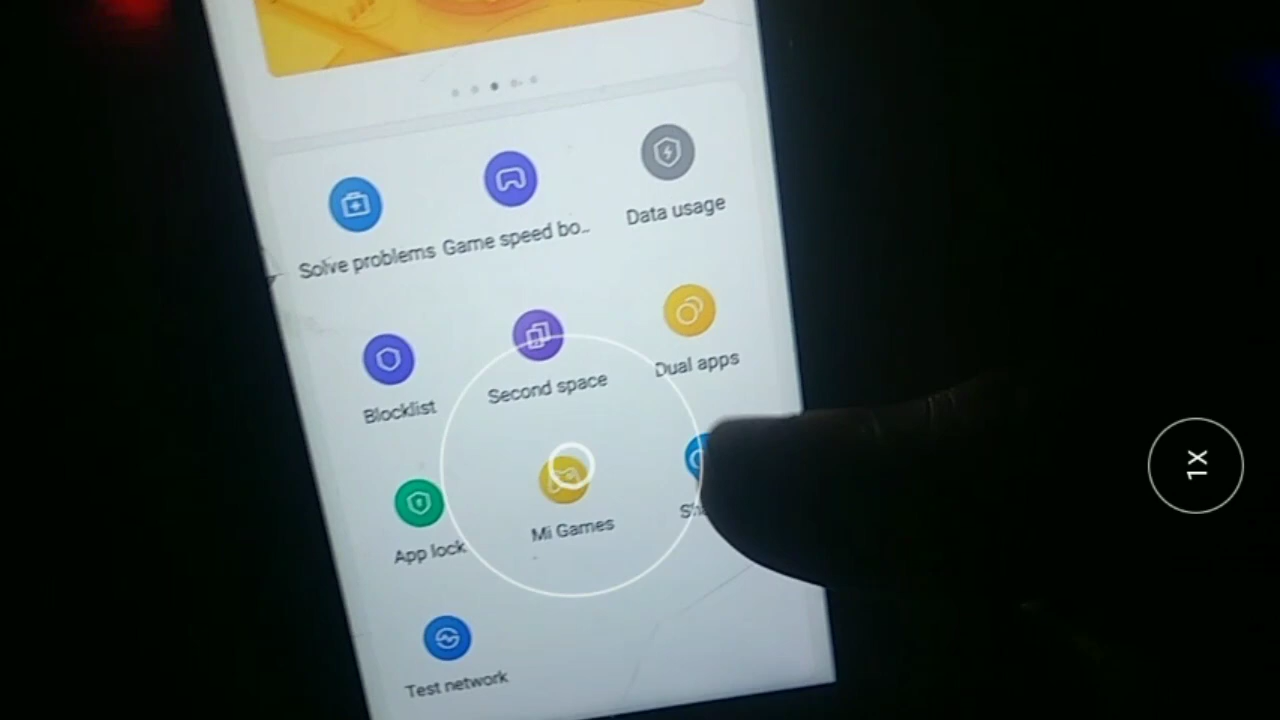 Solve problems
Game speed bo...
Data usage
Blocklist
Second space
Dual apps
App lock
Mi Games
Test network
1X